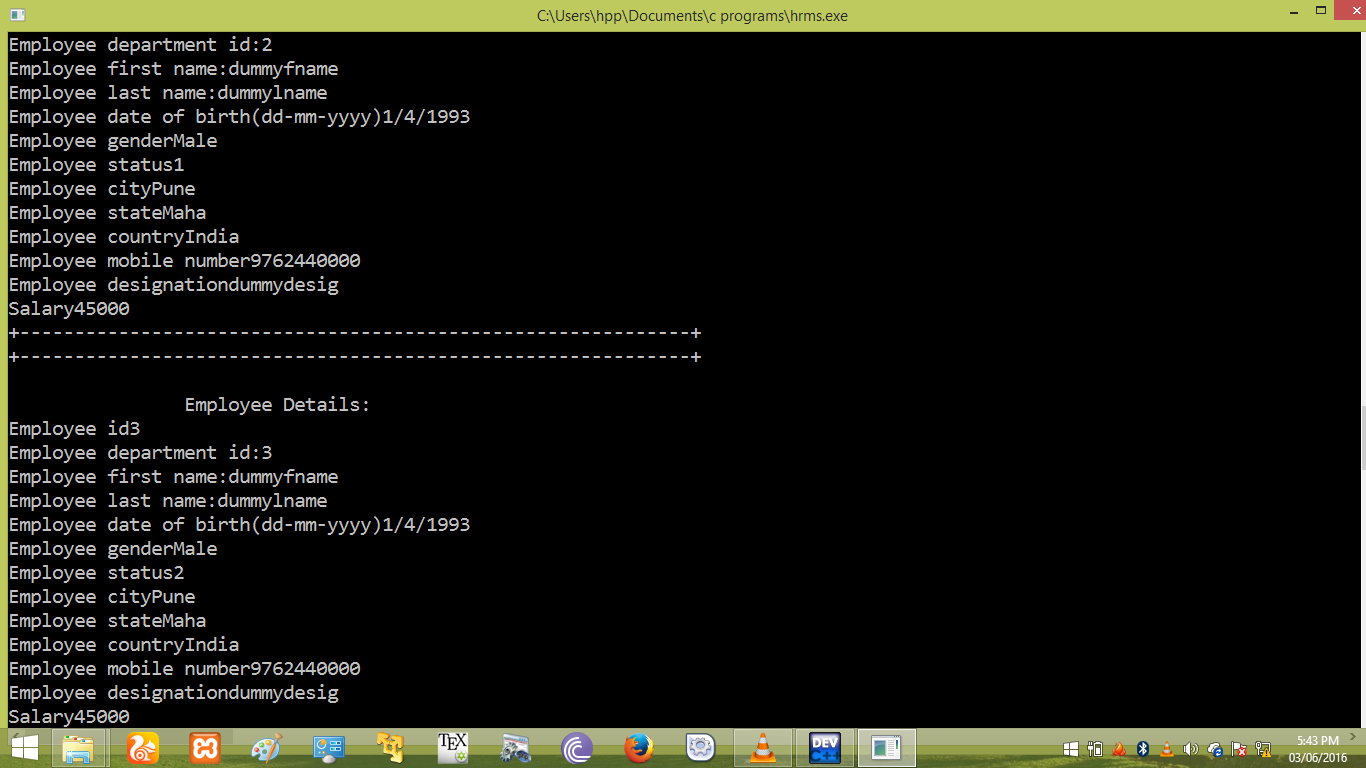 C:\Users\hpp\Documents\c programs\hrms.exe
Employee department id:2
Employee first name:dummyfname
Employee last name:dummylname
Employee date of birth(dd-mm-yyyy)1/4/1993
Employee genderMale
Employee status1
Employee cityPune
Employee stateMaha
Employee countryIndia
Employee mobile number9762440000
Employee designationdummydesig
Salary45000
+-------------------------------------------------------------+
+-------------------------------------------------------------+
Employee Details:
Employee id3
Employee department id:3
Employee first name:dummyfname
Employee last name:dummylname
Employee date of birth(dd-mm-yyyy)1/4/1993
Employee genderMale
Employee status2
Employee cityPune
Employee stateMaha
Employee countryIndia
Employee mobile number9762440000
Employee designationdummydesig
Salary45000
TEX
DEV
C++
5:43 PM
03/06/2016